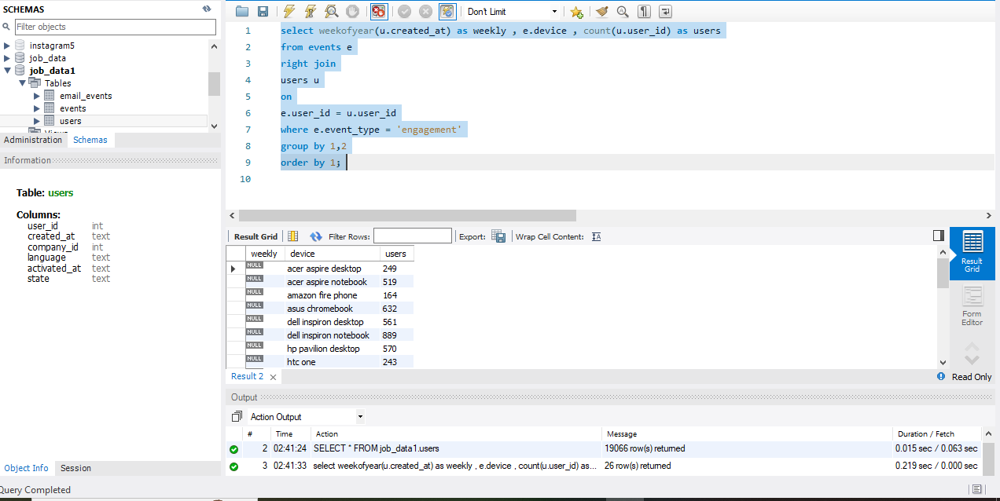 SCHEMAS
Filter objects
instagram5
job_data
job_data1
Tables
email_events
events
users
Administration Schemas
Information
Table: users
Columns:
user_id int
created_at text
company_id int
language text
activated_at text
state text
Object Info Session
Query Completed
Don't Limit
1 select weekofyear(u.created_at) as weekly , e.device , count(u.user_id) as users
2 from events e
3 right join
4 users u
5 on
6 e.user_id = u.user_id
7 where e.event_type = 'engagement'
8 group by 1,2
9 order by 1;
10
Result Grid Filter Rows: Export: Wrap Cell Content:
weekly device users
NULL acer aspire desktop 249
NULL acer aspire notebook 519
NULL amazon fire phone 164
NULL asus chromebook 632
NULL dell inspiron desktop 561
NULL dell inspiron notebook 889
NULL hp pavilion desktop 570
NULL htc one 243
Result Grid
Form Editor
Result 2
Read Only
Output
Action Output
# Time Action Message Duration / Fetch
2 02:41:24 SELECT * FROM job_data1.users 19066 row(s) returned 0.015 sec / 0.063 sec
3 02:41:33 select weekofyear(u.created_at) as weekly , e.device , count(u.user_id) as... 26 row(s) returned 0.219 sec / 0.000 sec